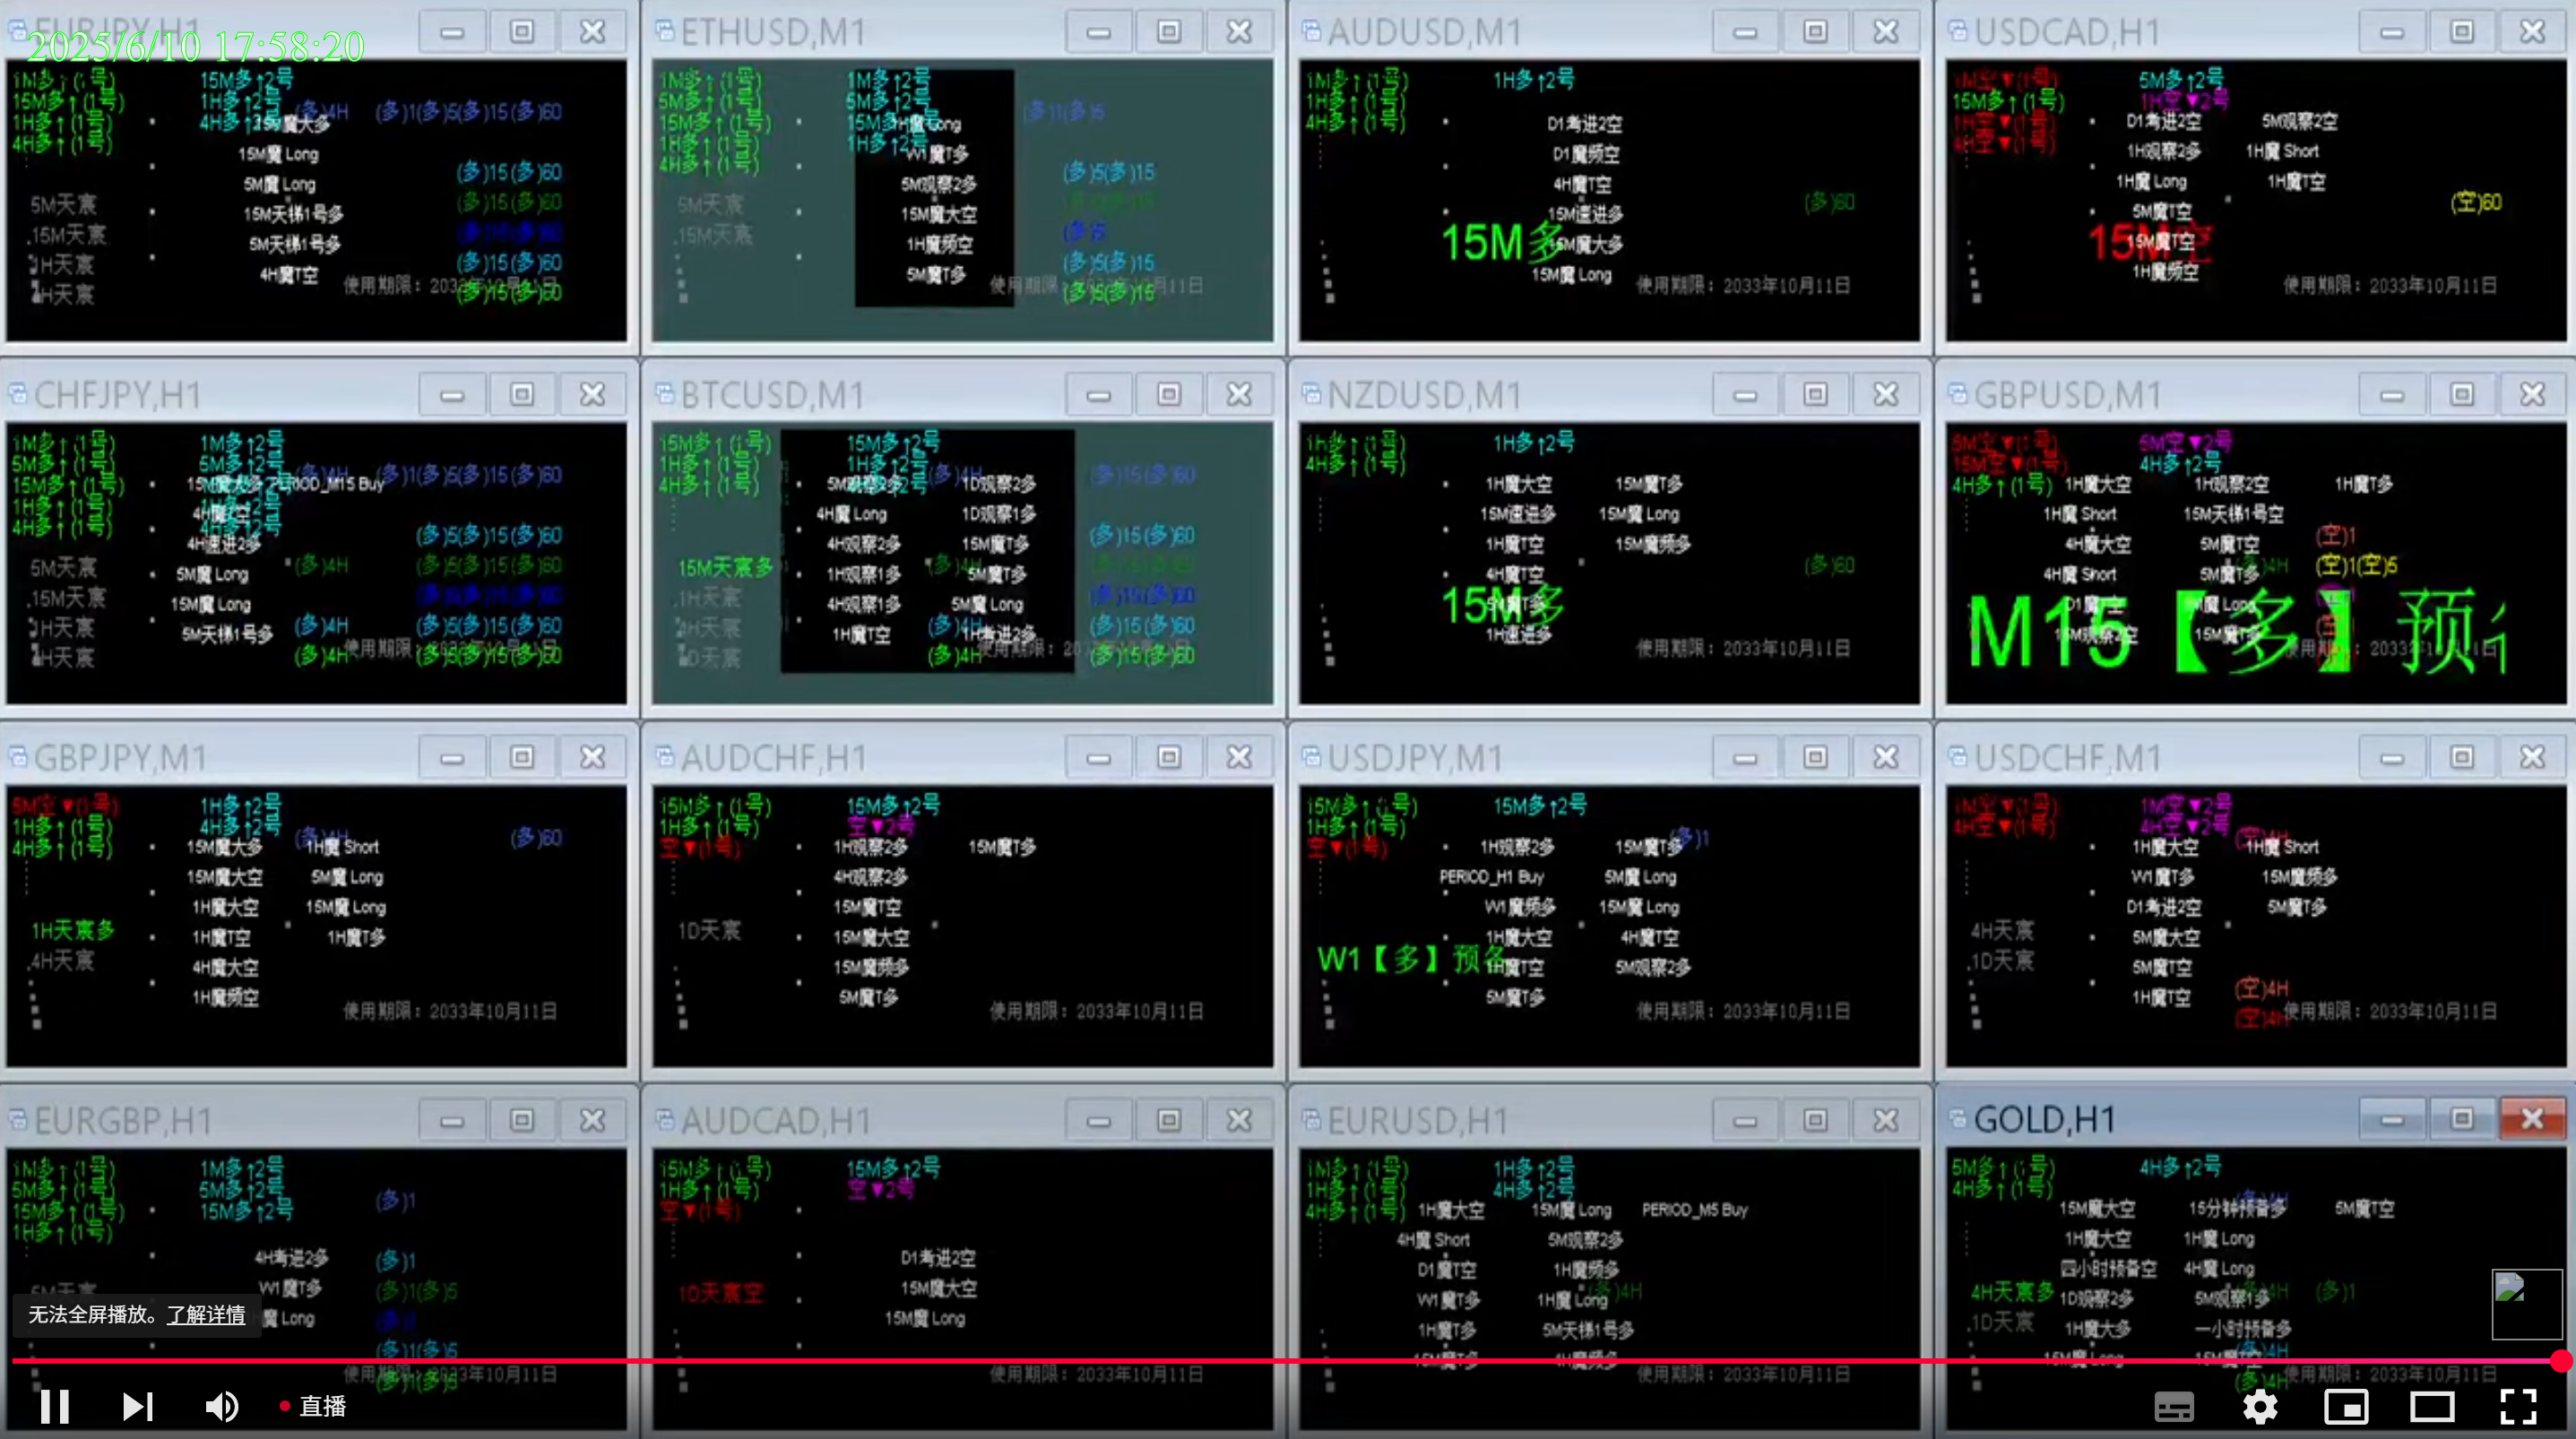 EURJPY,H1
2025/6/10 17:58:20
1M多↑(1号)
15M多↑(1号)
1H多↑(1号)
4H多↑(1号)
15M多↑2号
1H多↑2号
4H多↑2号
(多)4H (多)1(多)5(多)15(多)60
15M魔大多
15M魔 Long
5M魔 Long
15M天梯1号多
5M天梯1号多
4H魔T空
(多)15(多)60
(多)15(多)60
(多)15(多)60
(多)15(多)60
(多)15(多)60
5M天宸
15M天宸
H天宸
H天宸
使用期限：2033年10月11日
ETHUSD,M1
1M多↑(1号)
5M多↑(1号)
15M多↑(1号)
1H多↑(1号)
4H多↑(1号)
1M多↑2号
5M多↑2号
15M多↑2号
1H多↑2号
(多)1(多)5
1H魔 Long
W1魔T多
5M观察2多
15M魔大空
1H魔频空
5M魔T多
(多)5(多)15
(多)5
(多)5(多)15
(多)5(多)15
5M天宸
15M天宸
使用期限：2033年10月11日
AUDUSD,M1
1M多↑(1号)
1H多↑(1号)
4H多↑(1号)
1H多↑2号
D1考进2空
D1魔频空
4H魔T空
15M速进多
15M魔大多
15M魔 Long
15M多
(多)60
使用期限：2033年10月11日
USDCAD,H1
1M空▼(1号)
15M多↑(1号)
1H空▼(1号)
4H空▼(1号)
5M多↑2号
1H空▼2号
D1考进2空 5M观察2空
1H观察2多 1H魔 Short
1H魔 Long 1H魔T空
5M魔T空
15M魔T空
1H魔频空
15M空
(空)60
使用期限：2033年10月11日
CHFJPY,H1
1M多↑(1号)
5M多↑(1号)
15M多↑(1号)
1H多↑(1号)
4H多↑(1号)
1M多↑2号
5M多↑2号
4H多↑2号
(多)4H (多)1(多)5(多)15(多)60
15M魔大多 PERIOD_M15 Buy
4H魔T空
4H速进2多
5M魔 Long
15M魔 Long
5M天梯1号多
(多)5(多)15(多)60
(多)4H (多)5(多)15(多)60
(多)4H (多)5(多)15(多)60
(多)4H (多)5(多)15(多)60
5M天宸
15M天宸
H天宸
H天宸
使用期限：2033年10月11日
BTCUSD,M1
15M多↑(1号)
1H多↑(1号)
4H多↑(1号)
15M多↑2号
1H多↑2号
(多)4H (多)15(多)60
5M观察2多 1D观察2多
4H魔 Long 1D观察1多
4H观察2多 15M魔T多
1H观察1多 5M魔T多
4H观察1多 5M魔 Long
1H魔T空 1H考进2多
(多)15(多)60
(多)15(多)60
(多)4H (多)15(多)60
(多)4H (多)15(多)60
15M天宸多
1H天宸
H天宸
D天宸
NZDUSD,M1
1H多↑(1号)
4H多↑(1号)
1H多↑2号
1H魔大空 15M魔T多
15M速进多 15M魔 Long
1H魔T空 15M魔频多
4H魔T空
5M魔T多
1H速进多
15M多
(多)60
使用期限：2033年10月11日
GBPUSD,M1
5M空▼(1号)
15M空▼(1号)
4H多↑(1号)
5M空▼2号
4H多↑2号
1H魔大空 1H观察2空 1H魔T多
1H魔 Short 15M天梯1号空
4H魔大空 5M魔T空
4H魔 Short 5M魔T多
D1魔T空
15M观察2空 15M魔T多
(空)1
(空)1(空)5
M15【多】预
GBPJPY,M1
5M空▼(1号)
1H多↑(1号)
4H多↑(1号)
1H多↑2号
4H多↑2号
(多)4H (多)60
15M魔大多 1H魔 Short
15M魔大空 5M魔 Long
1H魔大空 15M魔 Long
1H魔T空 1H魔T多
4H魔大空
1H魔频空
1H天宸多
4H天宸
使用期限：2033年10月11日
AUDCHF,H1
15M多↑(1号)
1H多↑(1号)
空▼(1号)
15M多↑2号
空▼2号
1H观察2多 15M魔T多
4H观察2多
15M魔T空
15M魔大空
15M魔频多
5M魔T多
1D天宸
使用期限：2033年10月11日
USDJPY,M1
15M多↑(1号)
1H多↑(1号)
空▼(1号)
15M多↑2号
(多)1
1H观察2多 15M魔T多
PERIOD_H1 Buy 5M魔 Long
W1魔频多 15M魔 Long
1H魔大空 4H魔T空
1H魔T空 5M观察2多
5M魔T多
W1【多】预
使用期限：2033年10月11日
USDCHF,M1
1M空▼(1号)
4H空▼(1号)
1M空▼2号
4H空▼2号
(空)4H
1H魔大空 1H魔 Short
W1魔T多 15M魔频多
D1考进2空 5M魔T多
5M魔大空
5M魔T空
1H魔T空
(空)4H
(空)4H
4H天宸
1D天宸
使用期限：2033年10月11日
EURGBP,H1
1M多↑(1号)
5M多↑(1号)
15M多↑(1号)
1H多↑(1号)
1M多↑2号
5M多↑2号
15M多↑2号
(多)1
4H考进2多
W1魔T多
魔 Long
(多)1
(多)1(多)5
(多)1(多)5
(多)1(多)5
使用期限：2033年10月11日
AUDCAD,H1
15M多↑(1号)
1H多↑(1号)
空▼(1号)
15M多↑2号
空▼2号
D1考进2空
15M魔大空
15M魔 Long
1D天宸空
使用期限：2033年10月11日
EURUSD,H1
1M多↑(1号)
1H多↑(1号)
4H多↑(1号)
1H多↑2号
4H多↑2号
1H魔大空 15M魔 Long PERIOD_M5 Buy
4H魔 Short 5M观察2多
D1魔T空 1H魔频多
W1魔T多 1H魔 Long
1H魔T多 5M天梯1号多
15M魔T多 4H魔频多
(多)4H
使用期限：2033年10月11日
GOLD,H1
5M多↑(1号)
4H多↑(1号)
4H多↑2号
15M魔大空 15分钟预备多 5M魔T空
1H魔大空 1H魔 Long
四小时预备空 4H魔 Long
1D观察2多 5M观察1多
1H魔大多 一小时预备多
15M魔 Long
(多)1
(多)4H
4H天宸多
1D天宸
使用期限：2033年10月11日
无法全屏播放。了解详情
直播